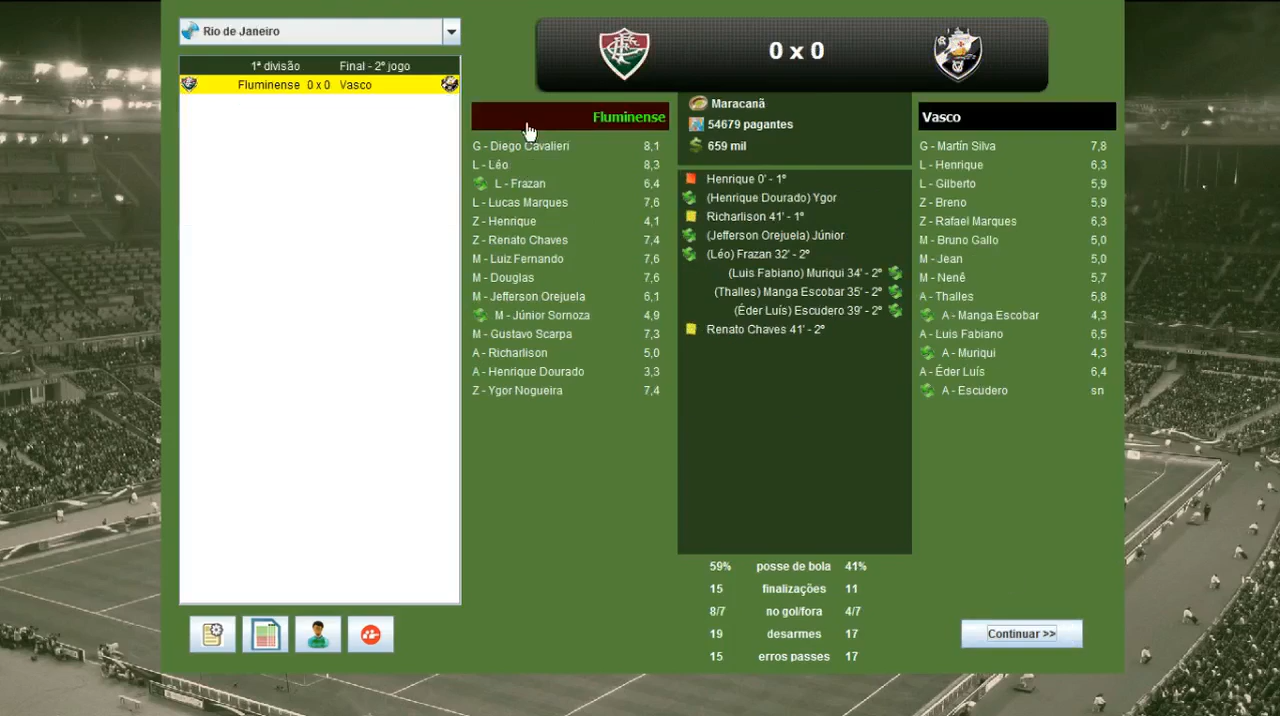 Rio de Janeiro
1ª divisão Final - 2º jogo
Fluminense 0 x 0 Vasco
0 x 0
Fluminense
G - Diego Cavalieri 8,1
L - Léo 8,3
L - Frazan 6,4
L - Lucas Marques 7,6
Z - Henrique 4,1
Z - Renato Chaves 7,4
M - Luiz Fernando 7,6
M - Douglas 7,6
M - Jefferson Orejuela 6,1
M - Júnior Sornoza 4,9
M - Gustavo Scarpa 7,3
A - Richarlison 5,0
A - Henrique Dourado 3,3
Z - Ygor Nogueira 7,4
Maracanã
54679 pagantes
659 mil
Henrique 0' - 1º
(Henrique Dourado) Ygor
Richarlison 41' - 1º
(Jefferson Orejuela) Júnior
(Léo) Frazan 32' - 2º
(Luis Fabiano) Muriqui 34' - 2º
(Thalles) Manga Escobar 35' - 2º
(Éder Luís) Escudero 39' - 2º
Renato Chaves 41' - 2º
59% posse de bola 41%
15 finalizações 11
8/7 no gol/fora 4/7
19 desarmes 17
15 erros passes 17
Vasco
G - Martín Silva 7,8
L - Henrique 6,3
L - Gilberto 5,9
Z - Breno 5,9
Z - Rafael Marques 6,3
M - Bruno Gallo 5,0
M - Jean 5,0
M - Nenê 5,7
A - Thalles 5,8
A - Manga Escobar 4,3
A - Luis Fabiano 6,5
A - Muriqui 4,3
A - Éder Luís 6,4
A - Escudero sn
Continuar >>